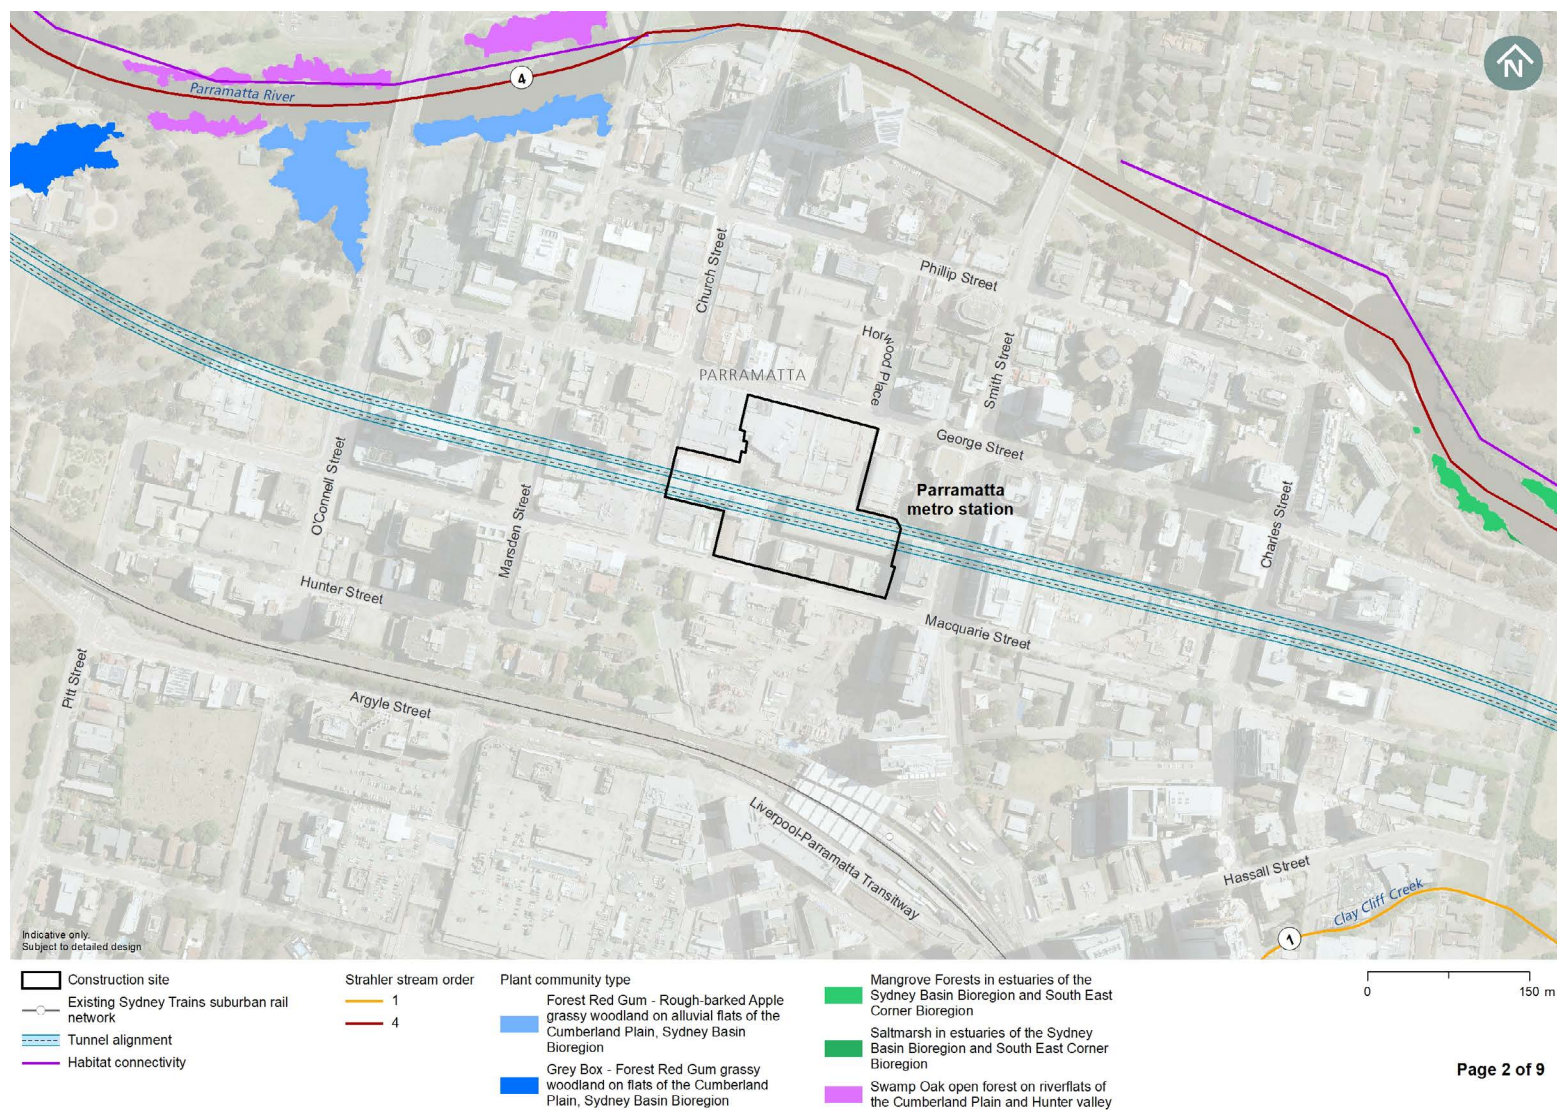 N
4
Parramatta River
Church Street
Phillip Street
Horwood Place
Smith Street
PARRAMATTA
George Street
O'Connell Street
Marsden Street
Parramatta
metro station
Charles Street
Hunter Street
Macquarie Street
Pitt Street
Argyle Street
Liverpool-Parramatta Transitway
Hassall Street
Clay Cliff Creek
1
Indicative only.
Subject to detailed design
Construction site
Existing Sydney Trains suburban rail
network
Tunnel alignment
Habitat connectivity
Strahler stream order
1
4
Plant community type
Forest Red Gum - Rough-barked Apple
grassy woodland on alluvial flats of the
Cumberland Plain, Sydney Basin
Bioregion
Grey Box - Forest Red Gum grassy
woodland on flats of the Cumberland
Plain, Sydney Basin Bioregion
Mangrove Forests in estuaries of the
Sydney Basin Bioregion and South East
Corner Bioregion
Saltmarsh in estuaries of the Sydney
Basin Bioregion and South East Corner
Bioregion
Swamp Oak open forest on riverflats of
the Cumberland Plain and Hunter valley
0 150 m
Page 2 of 9